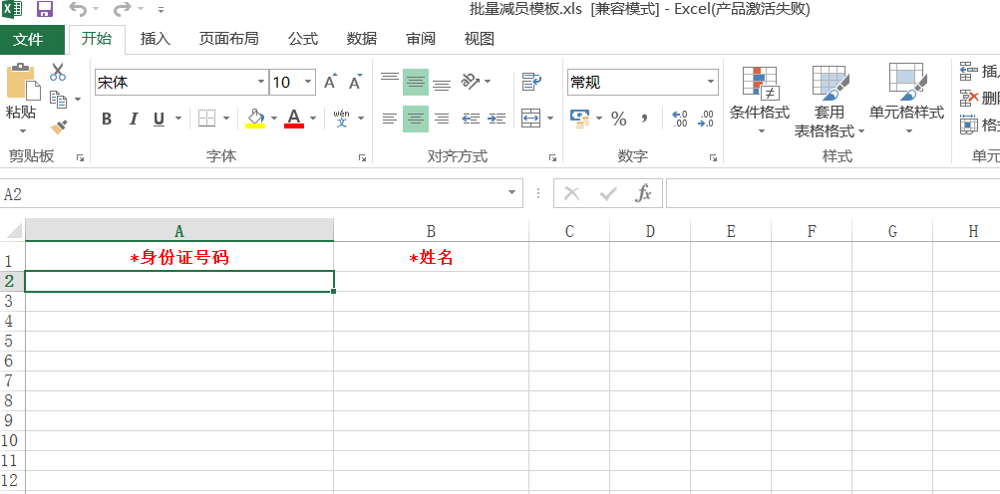 批量减员模板.xls [兼容模式] - Excel(产品激活失败)
文件 开始 插入 页面布局 公式 数据 审阅 视图
宋体 10 A A 常规
粘贴 B I U A wén 文 % , 条件格式 套用 表格格式 单元格样式 插 删 格
.00 .0
剪贴板 字体 对齐方式 数字 样式 单元
A2 fx
A B C D E F G H
1 *身份证号码 *姓名
2
3
4
5
6
7
8
9
10
11
12